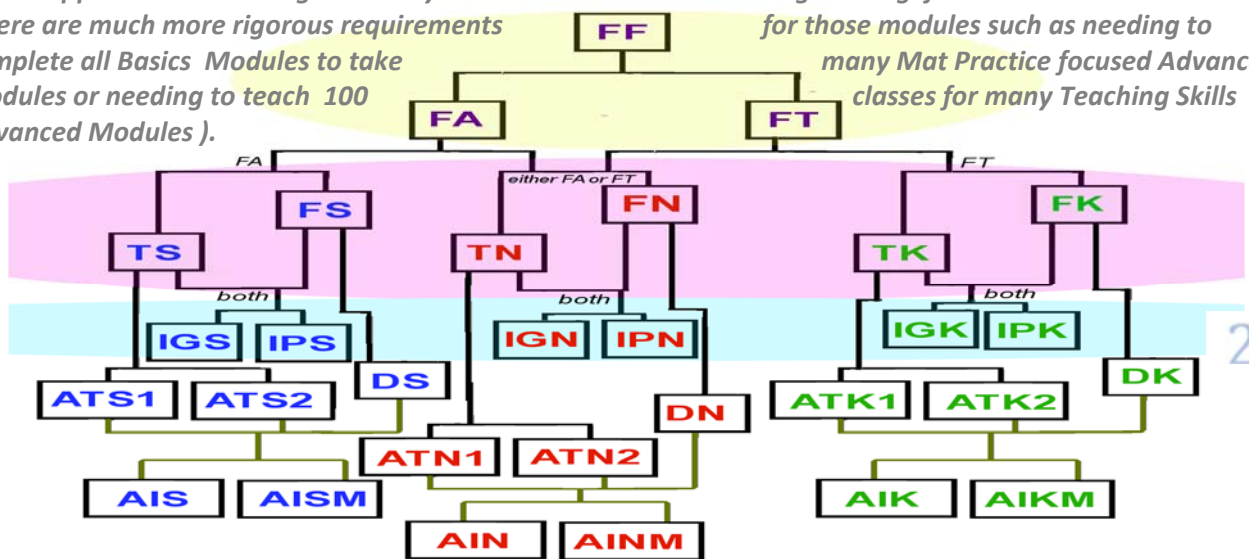 ere are much more rigorous requirements for those modules such as needing to
mplete all Basics Modules to take many Mat Practice focused Advanc
odules or needing to teach 100 classes for many Teaching Skills
vanced Modules ).
FF
FA FT
FA either FA or FT FT
FS FN FK
TS TN TK
both both both
IGS IPS IGN IPN IGK IPK
2
DS DK
ATS1 ATS2 ATK1 ATK2
DN
ATN1 ATN2
AIS AISM AIK AIKM
AIN AINM